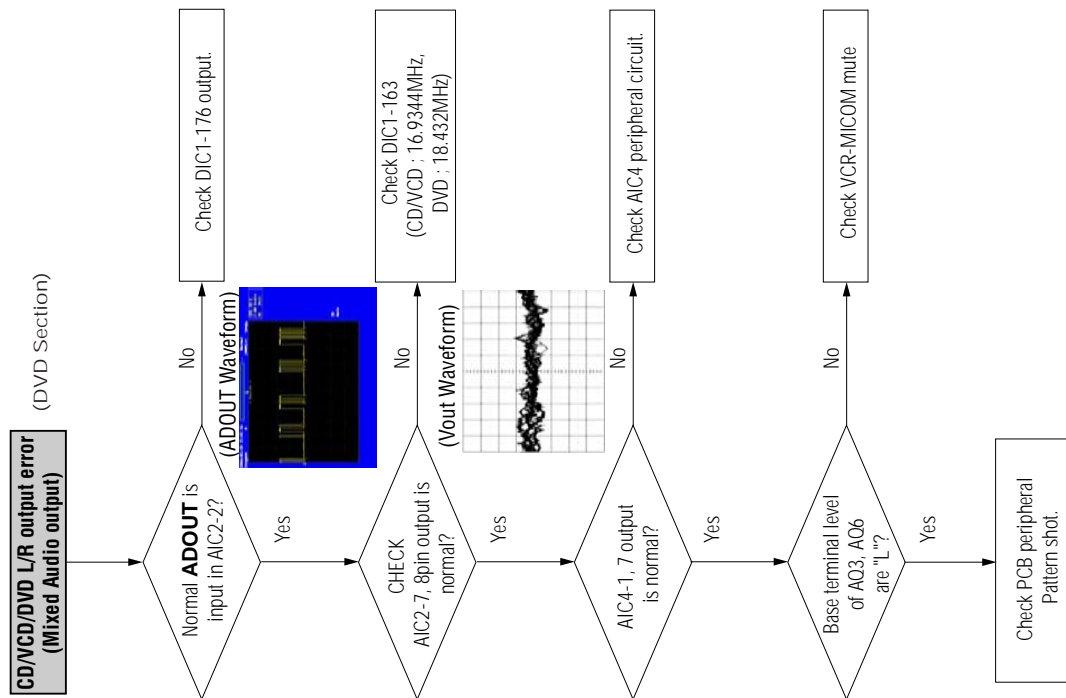 (DVD Section)
CD/VCD/DVD L/R output error
(Mixed Audio output)
Normal ADOUT is
input in AIC2-2?
No
Check DIC1-176 output.
(ADOUT Waveform)
Yes
CHECK
AIC2-7, 8pin output is
normal?
No
Check DIC1-163
(CD/VCD ; 16.9344MHz,
DVD ; 18.432MHz)
(Vout Waveform)
Yes
AIC4-1, 7 output
is normal?
No
Check AIC4 peripheral circuit.
Yes
Base terminal level
of AQ3, AQ6
are "L"?
No
Check VCR-MICOM mute
Yes
Check PCB peripheral
Pattern shot.